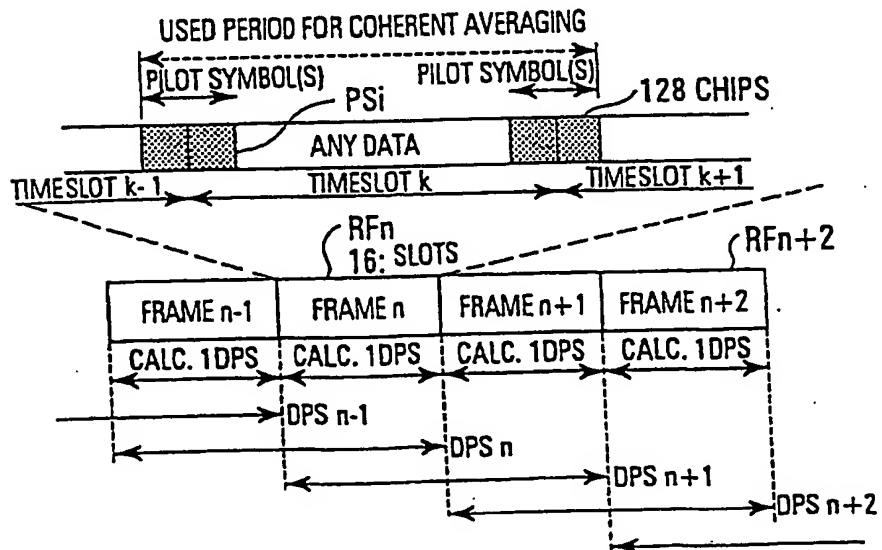 USED PERIOD FOR COHERENT AVERAGING
PILOT SYMBOL(S)
PILOT SYMBOL(S)
PSi
128 CHIPS
ANY DATA
TIMESLOT k-1
TIMESLOT k
TIMESLOT k+1
RFn
16: SLOTS
RFn+2
FRAME n-1
FRAME n
FRAME n+1
FRAME n+2
CALC. 1DPS
CALC. 1DPS
CALC. 1DPS
CALC. 1DPS
DPS n-1
DPS n
DPS n+1
DPS n+2